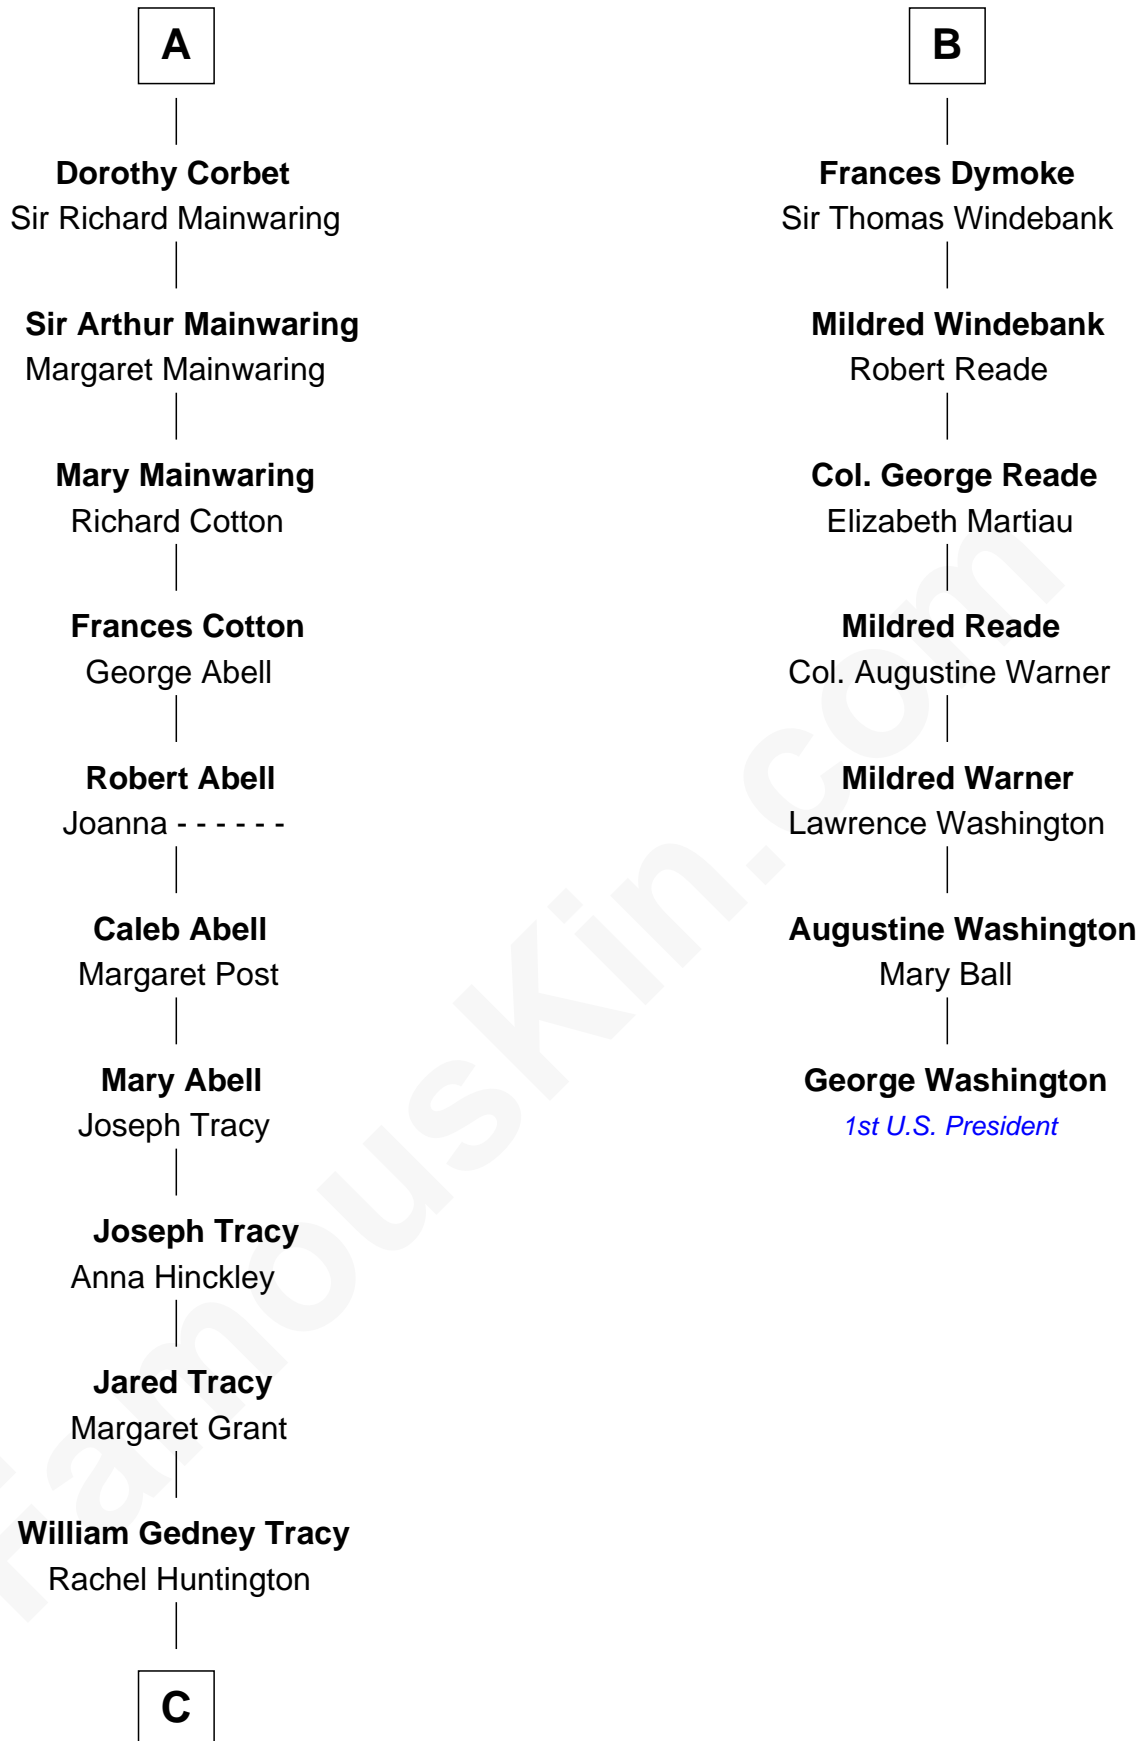 A
Dorothy Corbet
Sir Richard Mainwaring
Sir Arthur Mainwaring
Margaret Mainwaring
Mary Mainwaring
Richard Cotton
Frances Cotton
George Abell
Robert Abell
Joanna - - - - - -
Caleb Abell
Margaret Post
Mary Abell
Joseph Tracy
Joseph Tracy
Anna Hinckley
Jared Tracy
Margaret Grant
William Gedney Tracy
Rachel Huntington
C
B
Frances Dymoke
Sir Thomas Windebank
Mildred Windebank
Robert Reade
Col. George Reade
Elizabeth Martiau
Mildred Reade
Col. Augustine Warner
Mildred Warner
Lawrence Washington
Augustine Washington
Mary Ball
George Washington
1st U.S. President
FamousKin.com